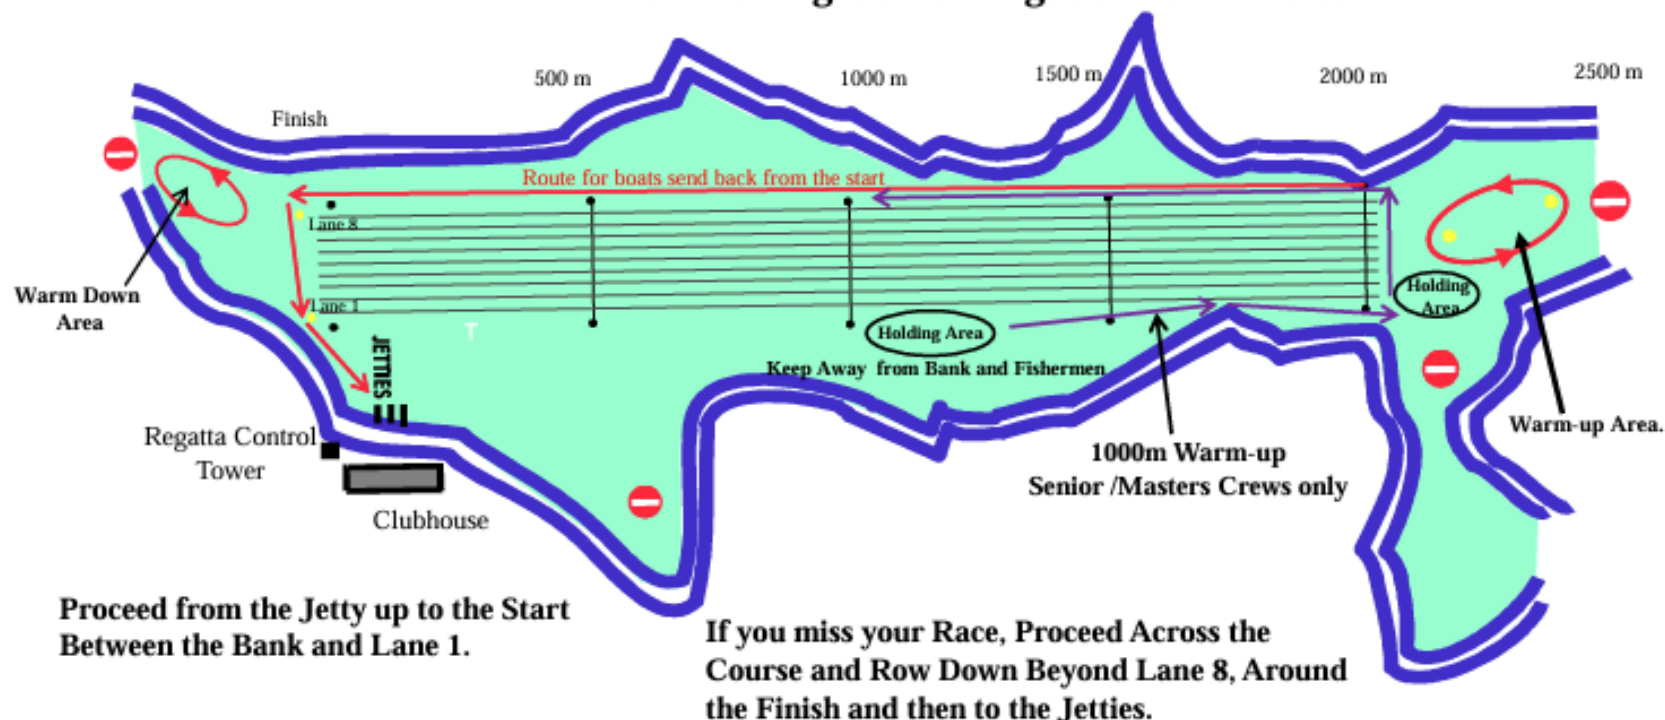 500 m
1000 m
1500 m
2000 m
2500 m
Finish
Route for boats send back from the start
Lane 8
Lane 1
Warm Down
Area
Holding
Area
Holding Area
JETTIES
T
Keep Away from Bank and Fishermen
Warm-up Area.
Regatta Control
Tower
1000m Warm-up
Senior /Masters Crews only
Clubhouse
Proceed from the Jetty up to the Start
Between the Bank and Lane 1.
If you miss your Race, Proceed Across the
Course and Row Down Beyond Lane 8, Around
the Finish and then to the Jetties.